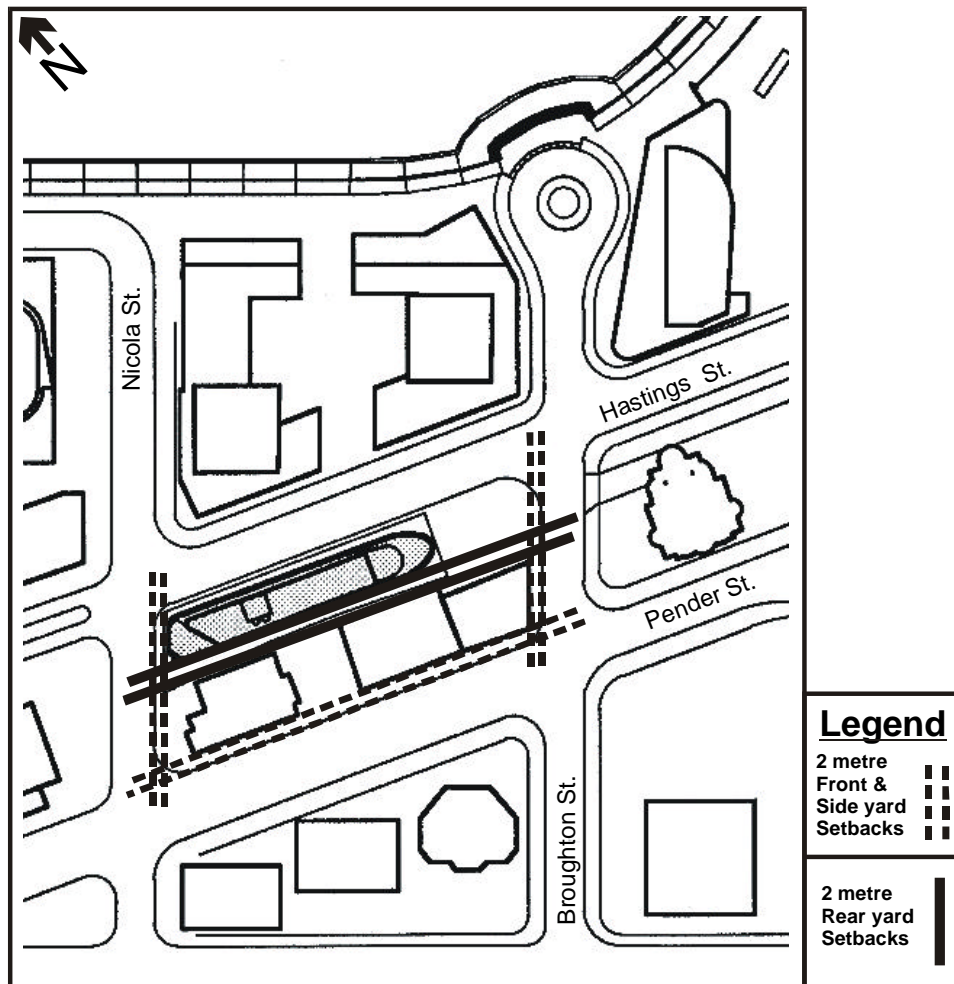 N
Nicola St.
Hastings St.
Pender St.
Broughton St.
Legend
2 metre
Front &
Side yard
Setbacks
2 metre
Rear yard
Setbacks